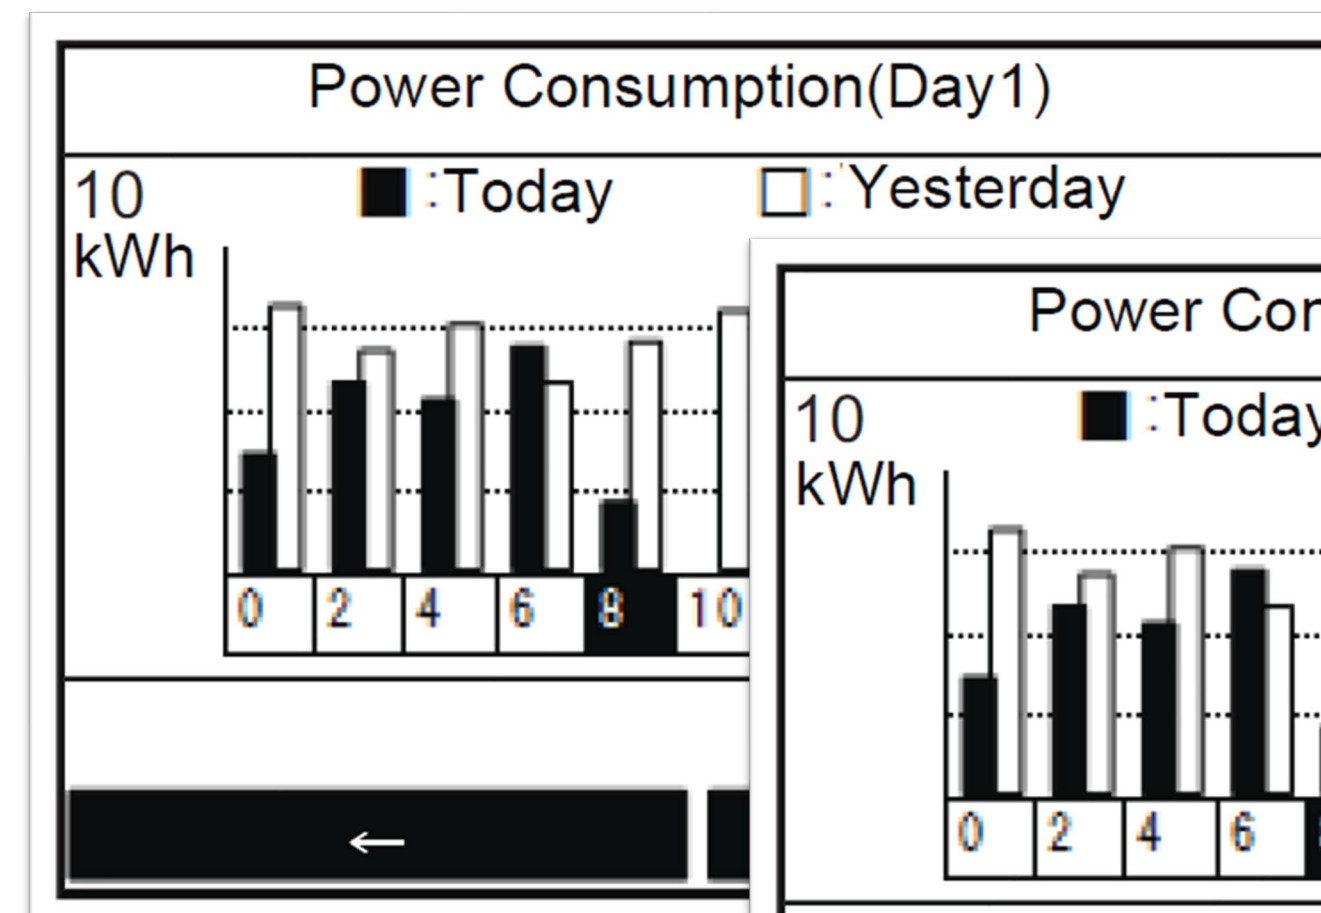 Power Consumption(Day1)
10
kWh
:Today
:Yesterday
0 2 4 6 8 10
←
Power Con
10
kWh
:Today
0 2 4 6